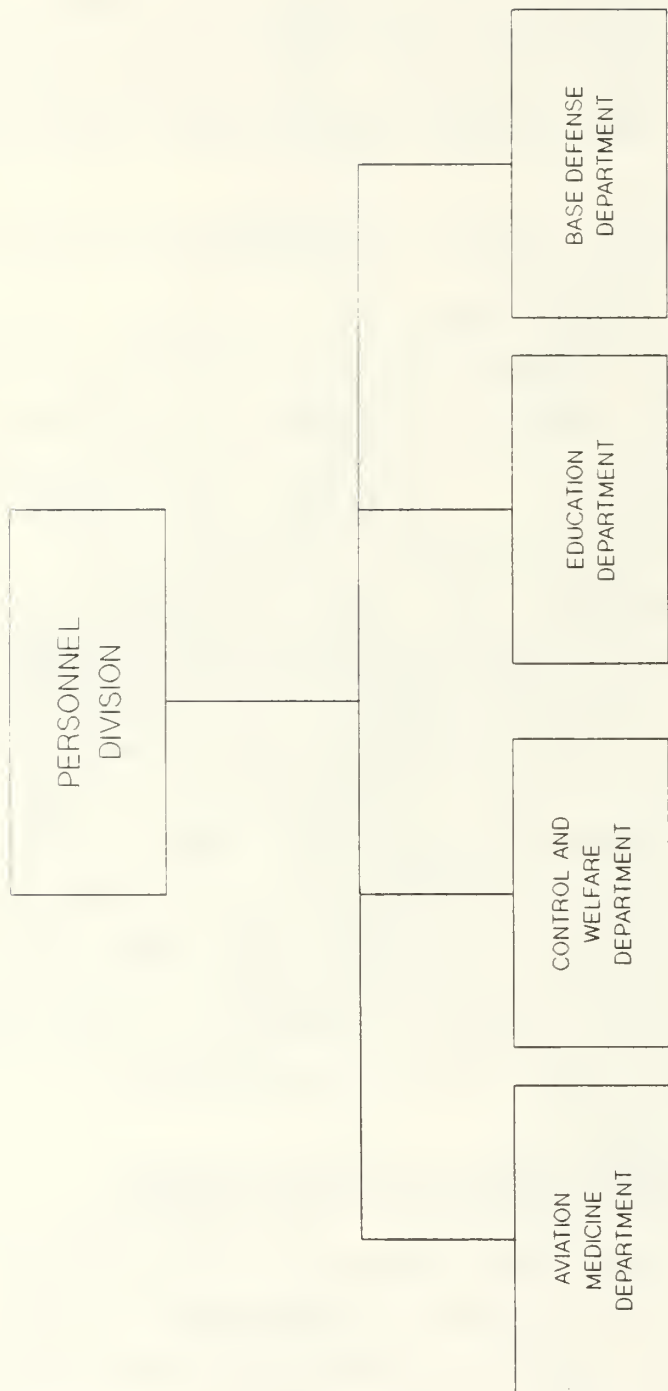 PERSONNEL
DIVISION
AVIATION
MEDICINE
DEPARTMENT
CONTROL AND
WELFARE
DEPARTMENT
EDUCATION
DEPARTMENT
BASE DEFENSE
DEPARTMENT